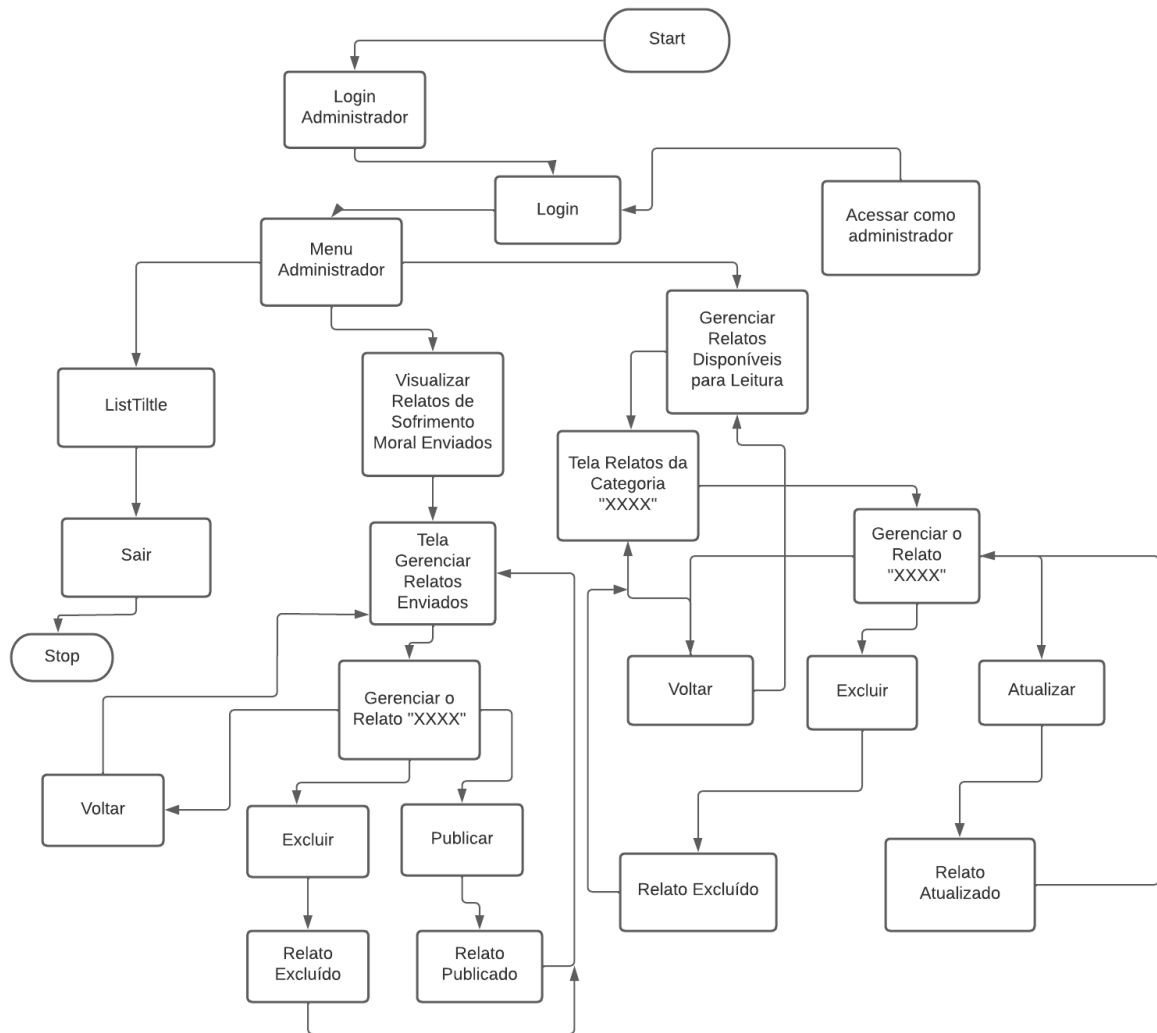 Start
Login
Administrador
Login
Acessar como
administrador
Menu
Administrador
Gerenciar
Relatos
Disponíveis
para Leitura
ListTiltle
Visualizar
Relatos de
Sofrimento
Moral Enviados
Tela Relatos da
Categoria
"XXXX"
Sair
Tela
Gerenciar
Relatos
Enviados
Gerenciar o
Relato
"XXXX"
Stop
Gerenciar o
Relato "XXXX"
Voltar
Excluir
Atualizar
Voltar
Excluir
Publicar
Relato Excluído
Relato
Atualizado
Relato
Excluído
Relato
Publicado